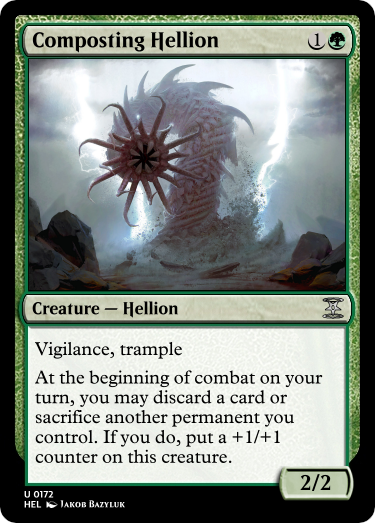 Composting Hellion 1
Creature — Hellion
Vigilance, trample
At the beginning of combat on your
turn, you may discard a card or
sacrifice another permanent you
control. If you do, put a +1/+1
counter on this creature.
2/2
U 0172
HEL Jakob Bazyluk